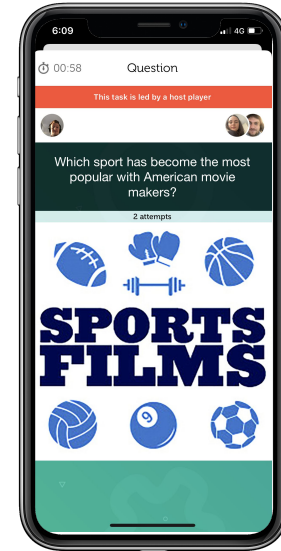 6:09
4G
00:58
Question
This task is led by a host player
Which sport has become the most
popular with American movie
makers?
2 attempts
9
SPORTS
FILMS